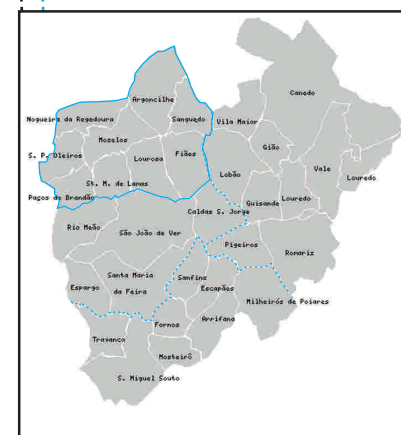 Canedo
Argoncilhe
Nogueira da Regedoura
Sanguedo
Vila Maior
Mozelos
Gião
S. P. Oleiros
Lourosa
Fiães
Lobão
Vale
Louredo
Sta. M. de Lamas
Paços de Brandão
Guisande
Louredo
Caldas S. Jorge
Rio Meão
São João de Ver
Pigeiros
Romariz
Santa Maria
da Feira
Sanfins
Espargo
Escapães
Milheirós de Poiares
Fornos
Arrifana
Travanca
Mosteirô
S. Miguel Souto